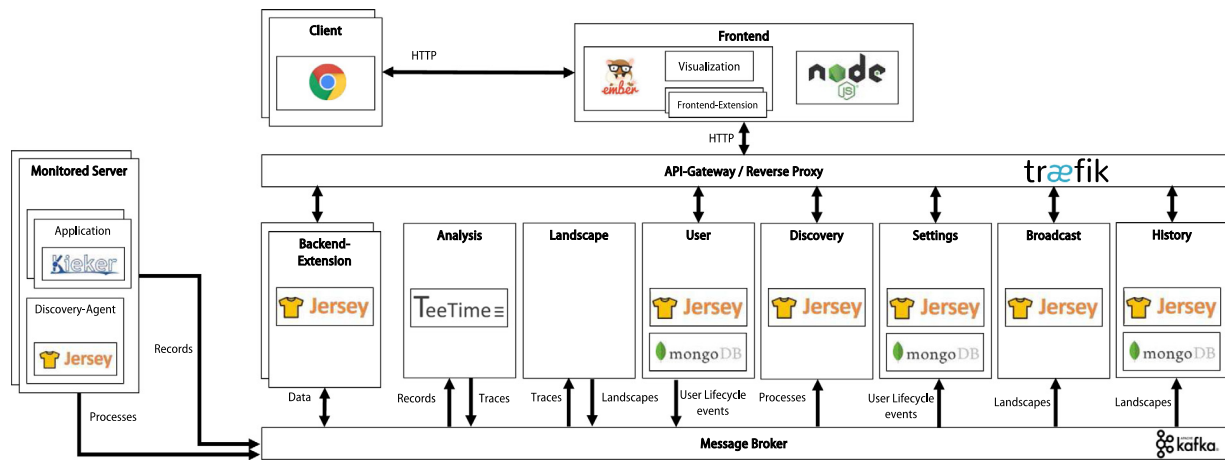 Client
HTTP
Frontend
ember
Visualization
Frontend-Extension
node
JS
HTTP
API-Gateway / Reverse Proxy
træfik
Monitored Server
Application
Kieker
Discovery-Agent
Jersey
Records
Processes
Backend-
Extension
Jersey
Data
Analysis
TeeTime
Records
Traces
Landscape
Traces
Landscapes
User
Jersey
mongoDB
User Lifecycle
events
Discovery
Jersey
Processes
Settings
Jersey
mongoDB
User Lifecycle
events
Broadcast
Jersey
Landscapes
History
Jersey
mongoDB
Landscapes
Message Broker
kafka